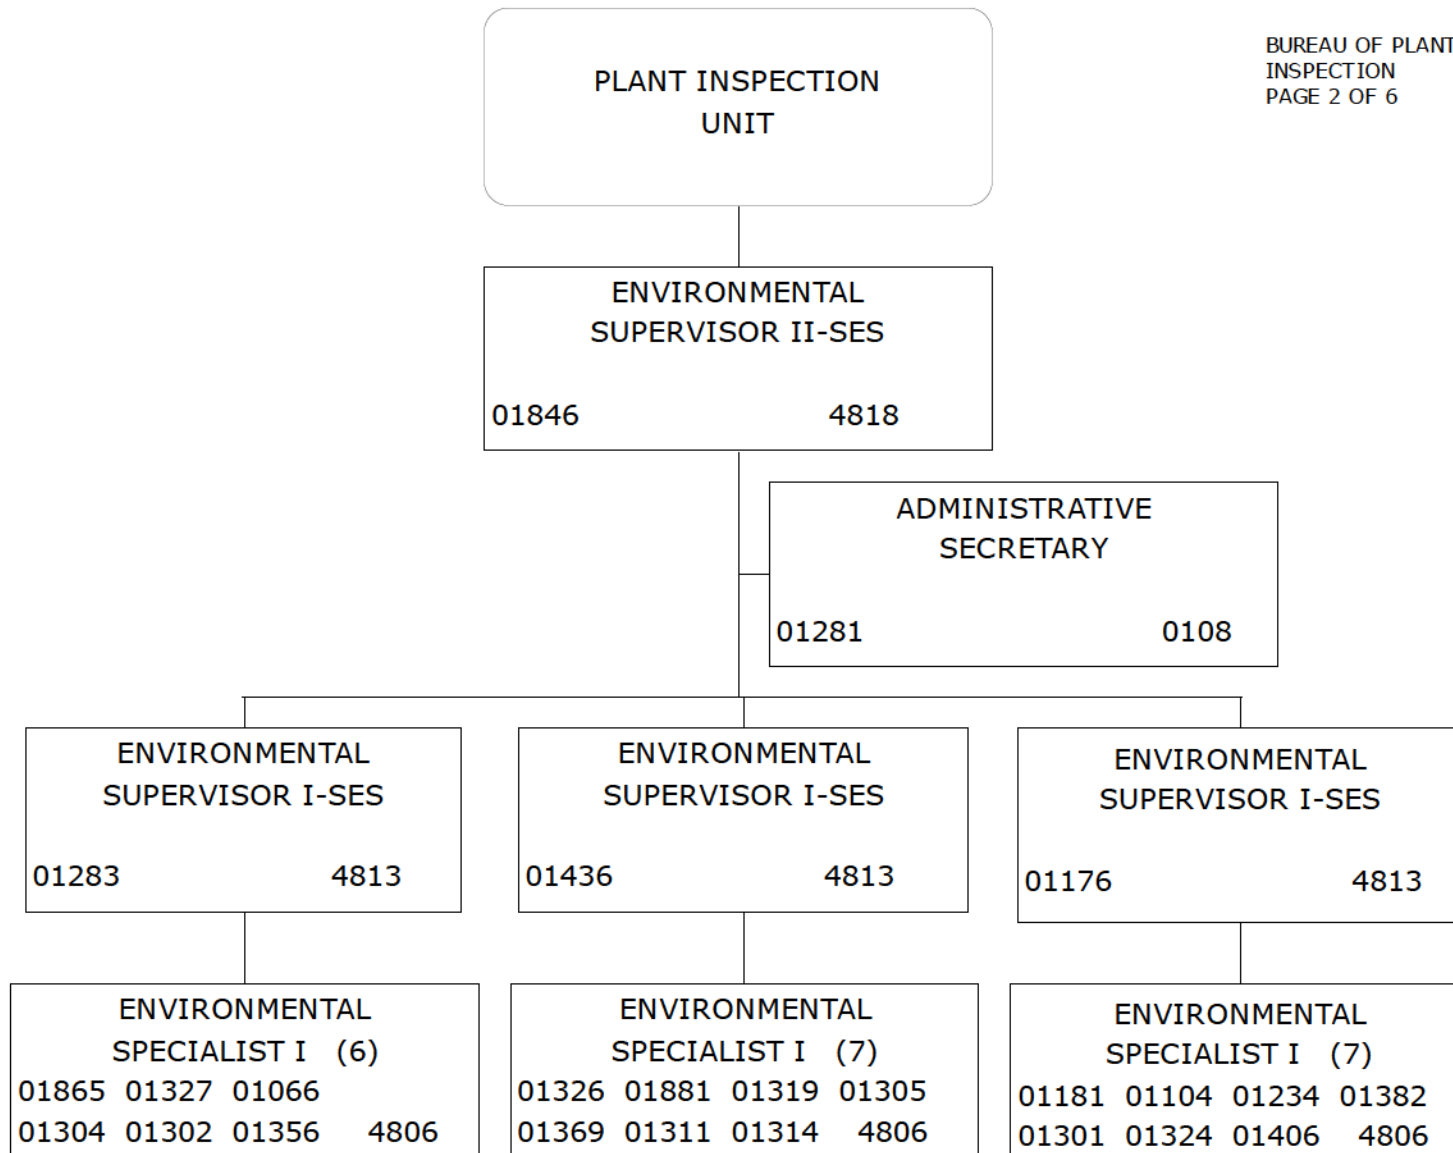 PLANT INSPECTION
UNIT
BUREAU OF PLANT
INSPECTION
PAGE 2 OF 6
ENVIRONMENTAL
SUPERVISOR II-SES
01846 4818
ADMINISTRATIVE
SECRETARY
01281 0108
ENVIRONMENTAL
SUPERVISOR I-SES
01283 4813
ENVIRONMENTAL
SUPERVISOR I-SES
01436 4813
ENVIRONMENTAL
SUPERVISOR I-SES
01176 4813
ENVIRONMENTAL
SPECIALIST I (6)
01865 01327 01066
01304 01302 01356 4806
ENVIRONMENTAL
SPECIALIST I (7)
01326 01881 01319 01305
01369 01311 01314 4806
ENVIRONMENTAL
SPECIALIST I (7)
01181 01104 01234 01382
01301 01324 01406 4806